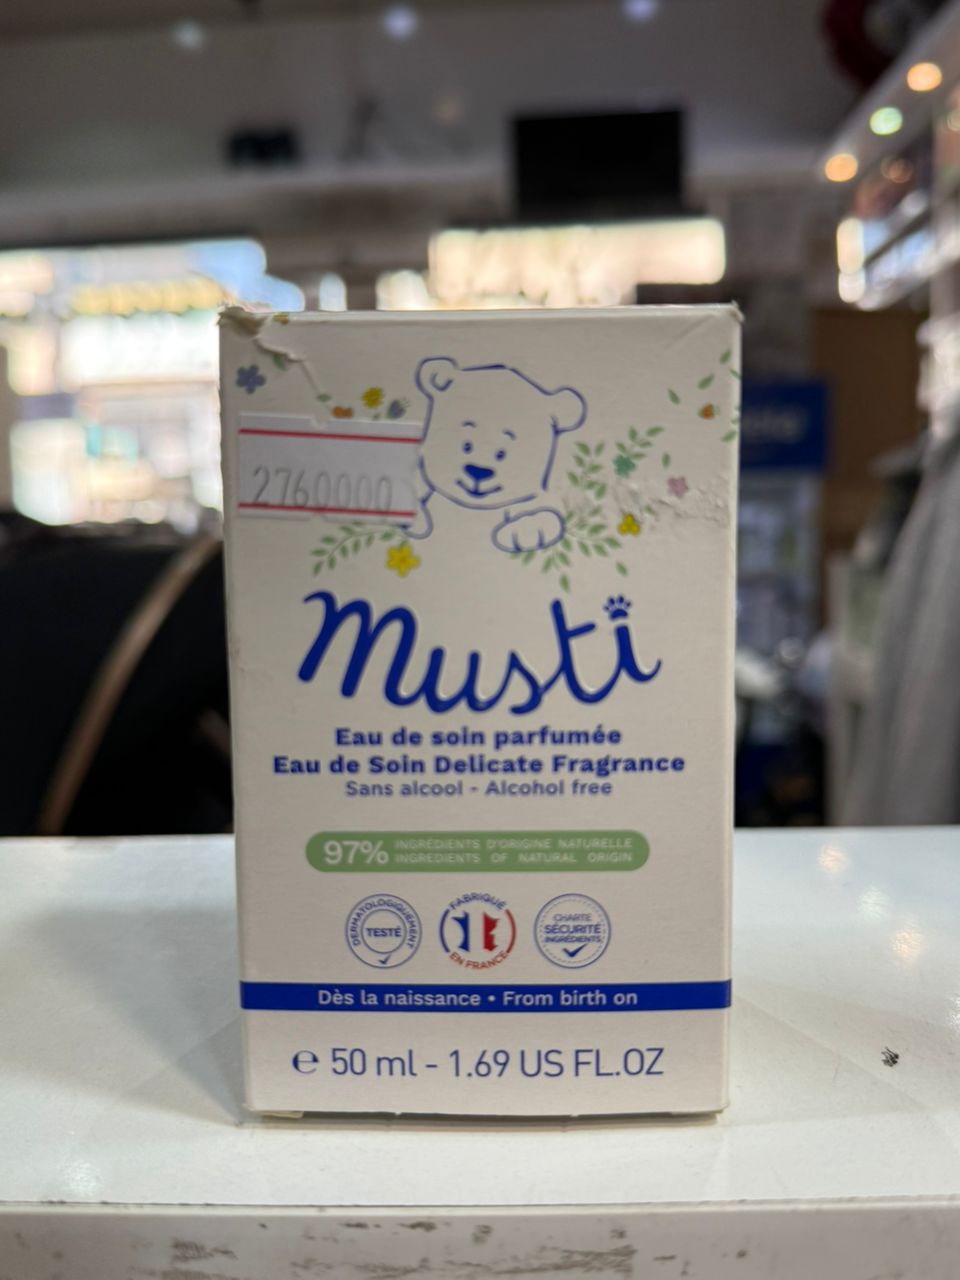 2760000
Musti
Eau de soin parfumée
Eau de Soin Delicate Fragrance
Sans alcool - Alcohol free
97% INGRÉDIENTS D'ORIGINE NATURELLE
INGREDIENTS OF NATURAL ORIGIN
DERMATOLOGIQUEMENT
TESTÉ
FABRIQUÉ
EN FRANCE
CHARTE
SÉCURITÉ
INGRÉDIENTS
Dès la naissance • From birth on
e 50 ml - 1.69 US FL.OZ